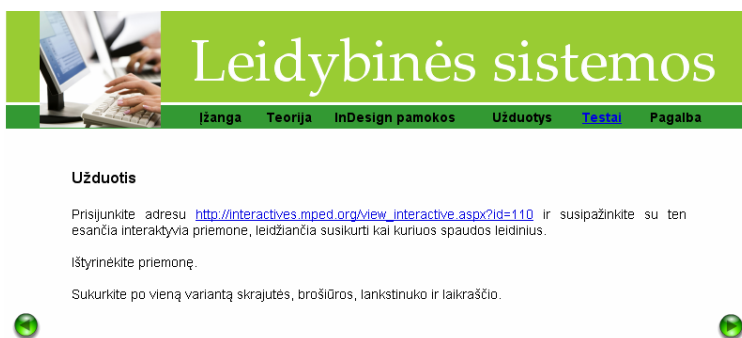 Leidybinės sistemos
Įžanga Teorija InDesign pamokos Užduotys Testai Pagalba
Užduotis
Prisijunkite adresu http://interactives.mped.org/view_interactive.aspx?id=110 ir susipažinkite su ten
esančia interaktyvia priemone, leidžiančia susikurti kai kuriuos spaudos leidinius.
Ištyrinėkite priemonę.
Sukurkite po vieną variantą skrajutės, brošiūros, lankstinuko ir laikraščio.